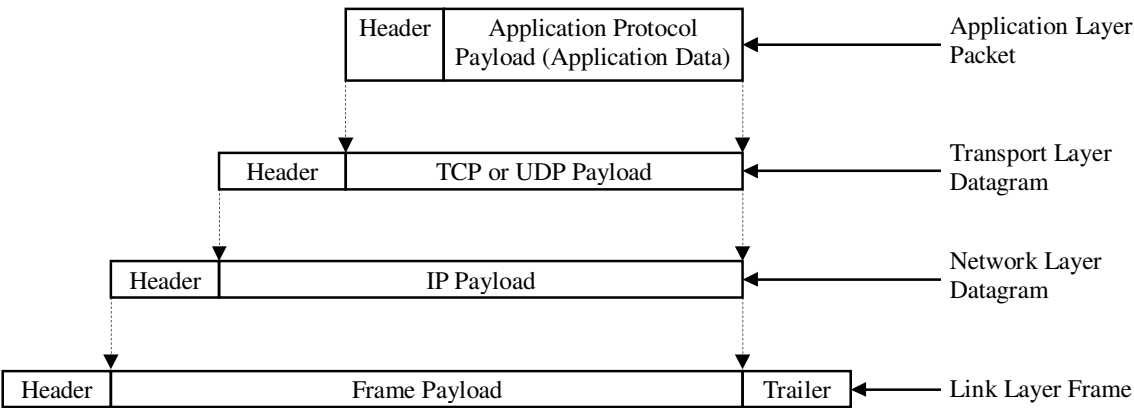 Header
Application Protocol
Payload (Application Data)
Application Layer
Packet
Header
TCP or UDP Payload
Transport Layer
Datagram
Header
IP Payload
Network Layer
Datagram
Header
Frame Payload
Trailer
Link Layer Frame